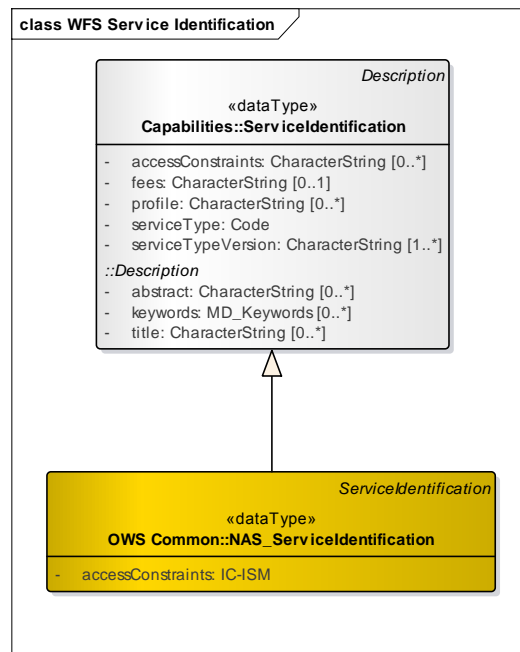 class WFS Service Identification
Description
«dataType»
Capabilities::ServiceIdentification
- accessConstraints: CharacterString [0..*]
- fees: CharacterString [0..1]
- profile: CharacterString [0..*]
- serviceType: Code
- serviceTypeVersion: CharacterString [1..*]
::Description
- abstract: CharacterString [0..*]
- keywords: MD_Keywords [0..*]
- title: CharacterString [0..*]
ServiceIdentification
«dataType»
OWS Common::NAS_ServiceIdentification
- accessConstraints: IC-ISM